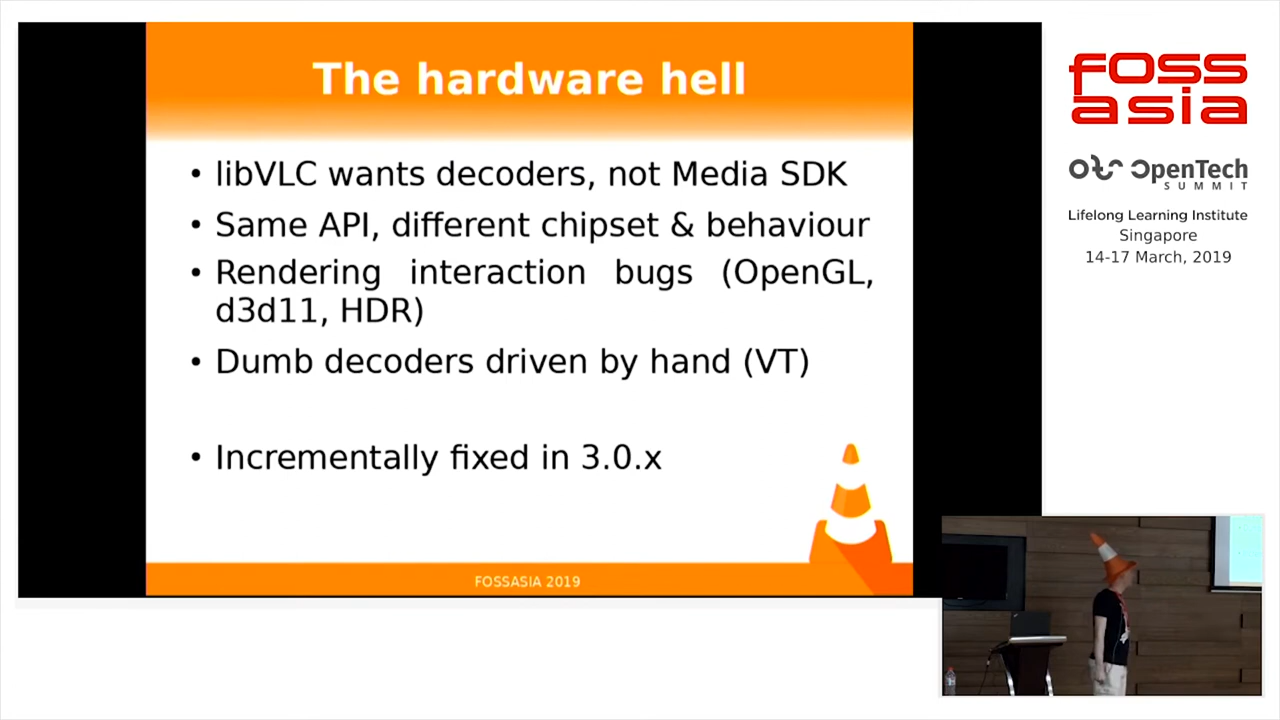 The hardware hell
• libVLC wants decoders, not Media SDK
• Same API, different chipset & behaviour
• Rendering interaction bugs (OpenGL,
d3d11, HDR)
• Dumb decoders driven by hand (VT)
• Incrementally fixed in 3.0.x
FOSSASIA 2019
FOSS
asia
OpenTech
SUMMIT
Lifelong Learning Institute
Singapore
14-17 March, 2019